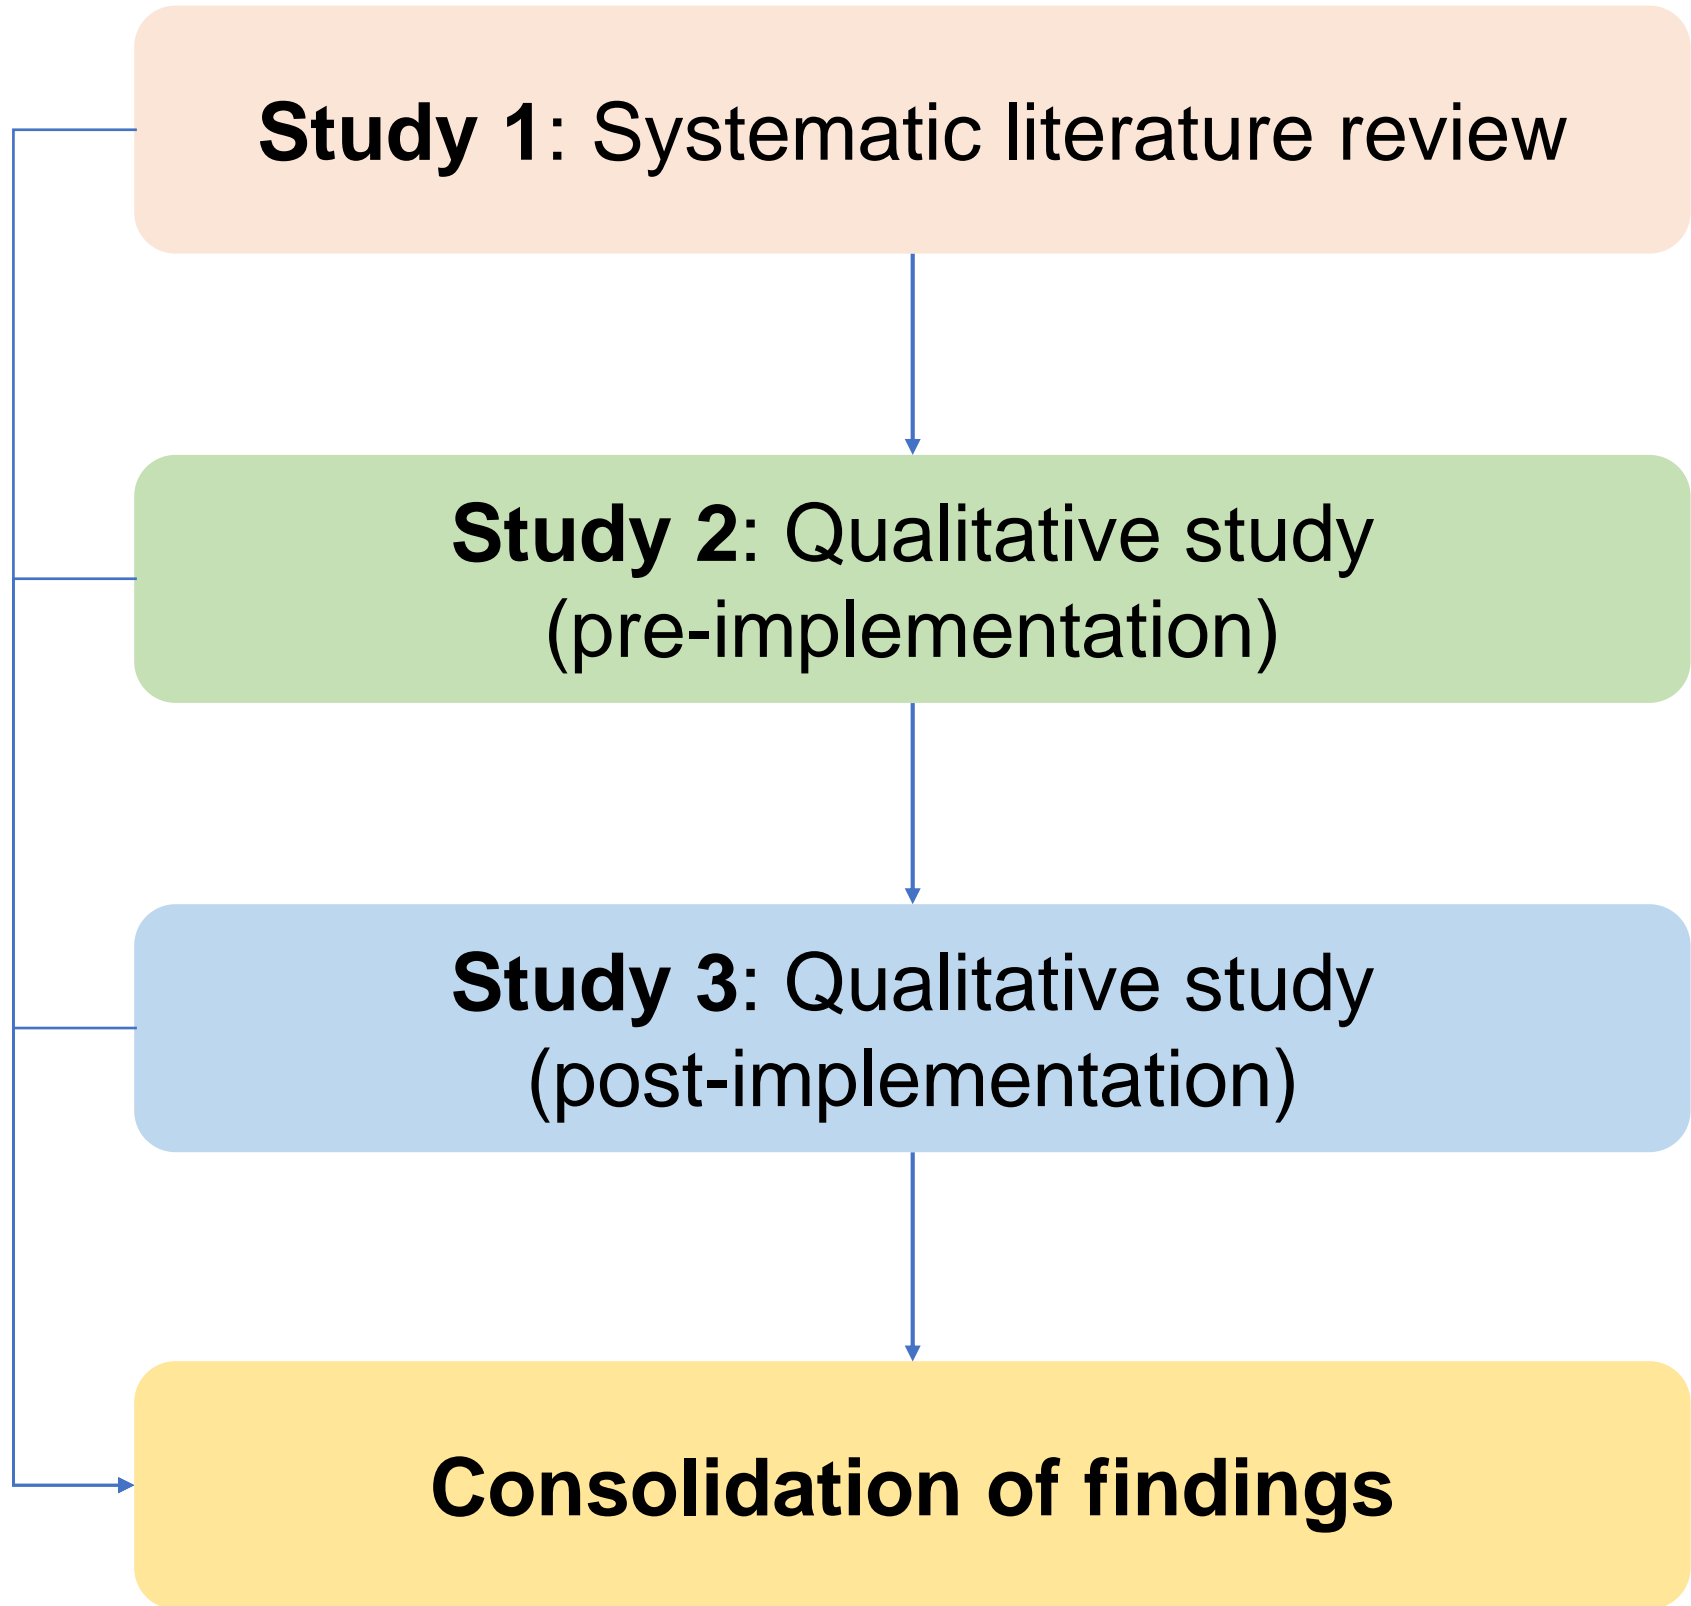 Study 1: Systematic literature review
Study 2: Qualitative study
(pre-implementation)
Study 3: Qualitative study
(post-implementation)
Consolidation of findings